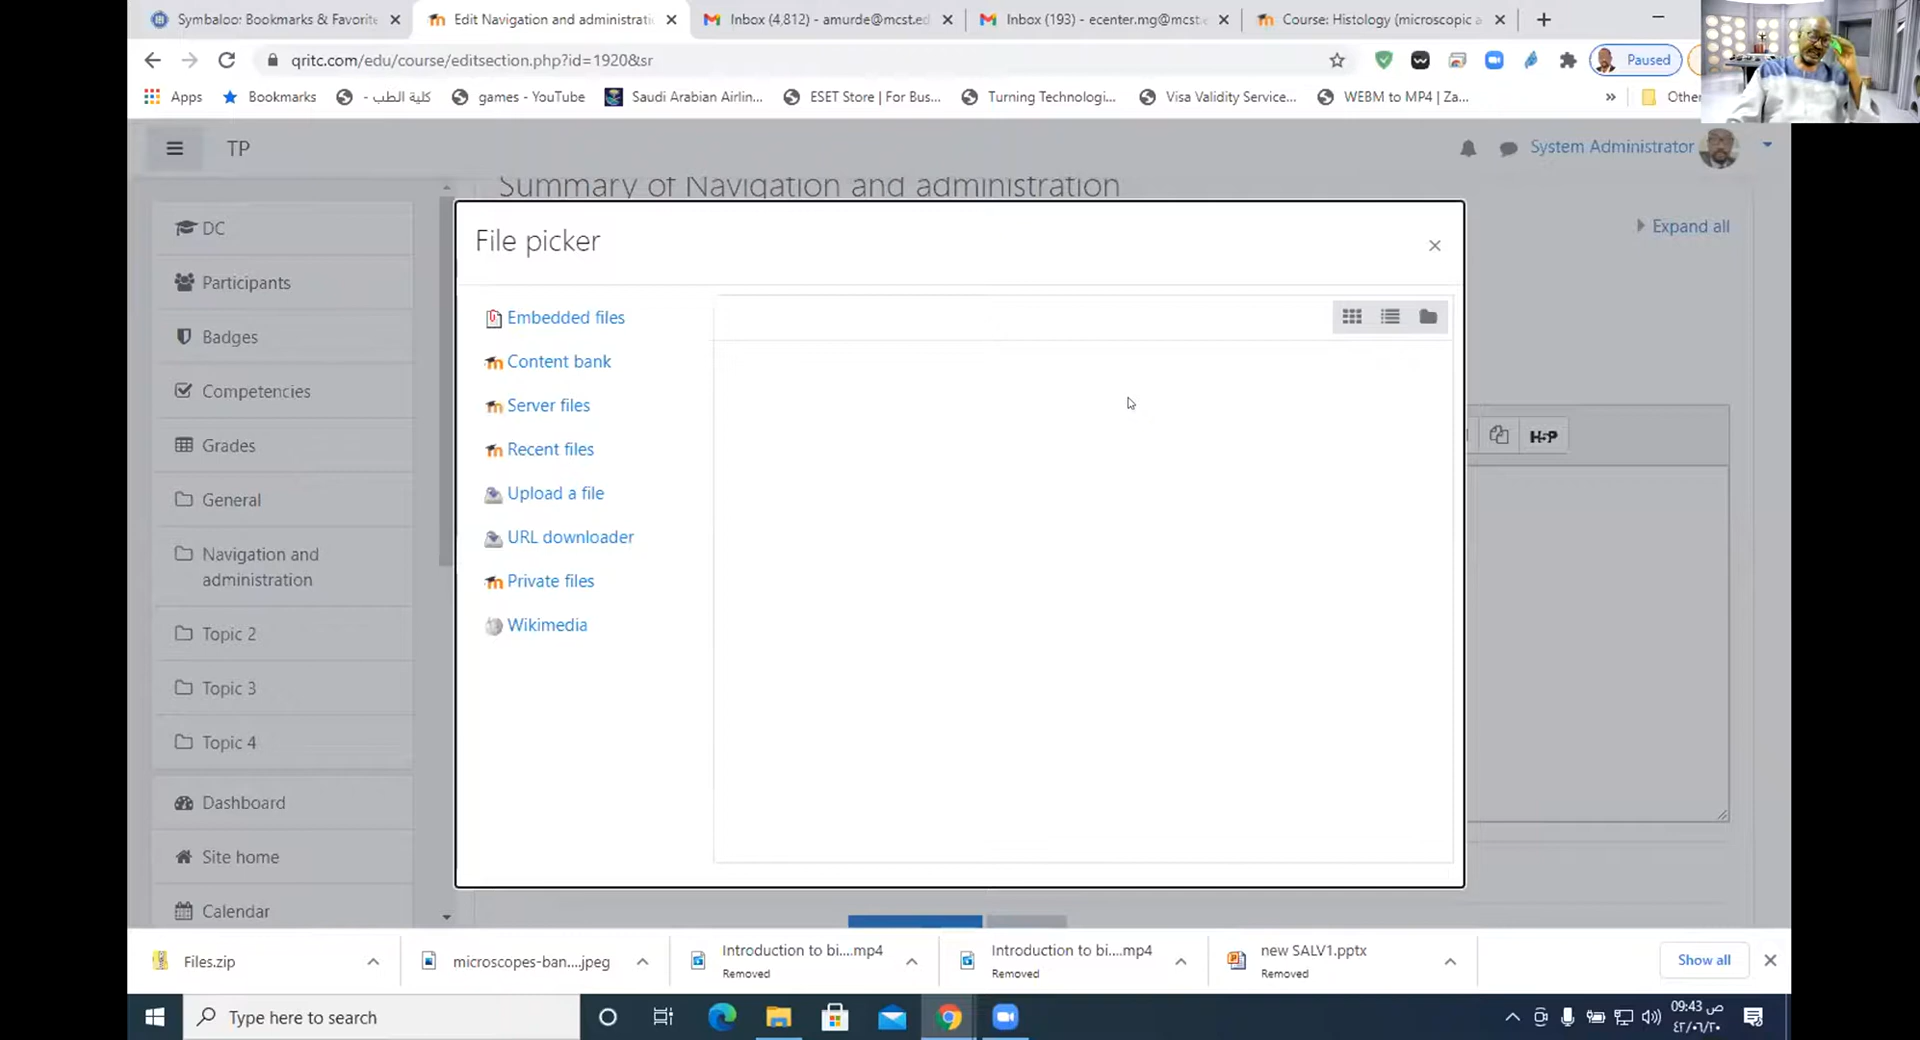 Symbaloo: Bookmarks & Favorite
Edit Navigation and administrati
Inbox (4,812) - amurde@mcst.ed
Inbox (193) - ecenter.mg@mcst.e
Course: Histology (microscopic a
qritc.com/edu/course/editsection.php?id=1920&sr
Paused
Apps
Bookmarks
كلية الطب -
games - YouTube
Saudi Arabian Airlin...
ESET Store | For Bus...
Turning Technologi...
Visa Validity Service...
WEBM to MP4 | Za...
»
Other
TP
System Administrator
Summary of Navigation and administration
Expand all
DC
Participants
Badges
Competencies
Grades
General
Navigation and
administration
Topic 2
Topic 3
Topic 4
Dashboard
Site home
Calendar
File picker
Embedded files
Content bank
Server files
Recent files
Upload a file
URL downloader
Private files
Wikimedia
H-P
Files.zip
microscopes-ban....jpeg
Introduction to bi....mp4
Removed
Introduction to bi....mp4
Removed
new SALV1.pptx
Removed
Show all
Type here to search
09:43 ص
٤٢/٠٦/٢٠